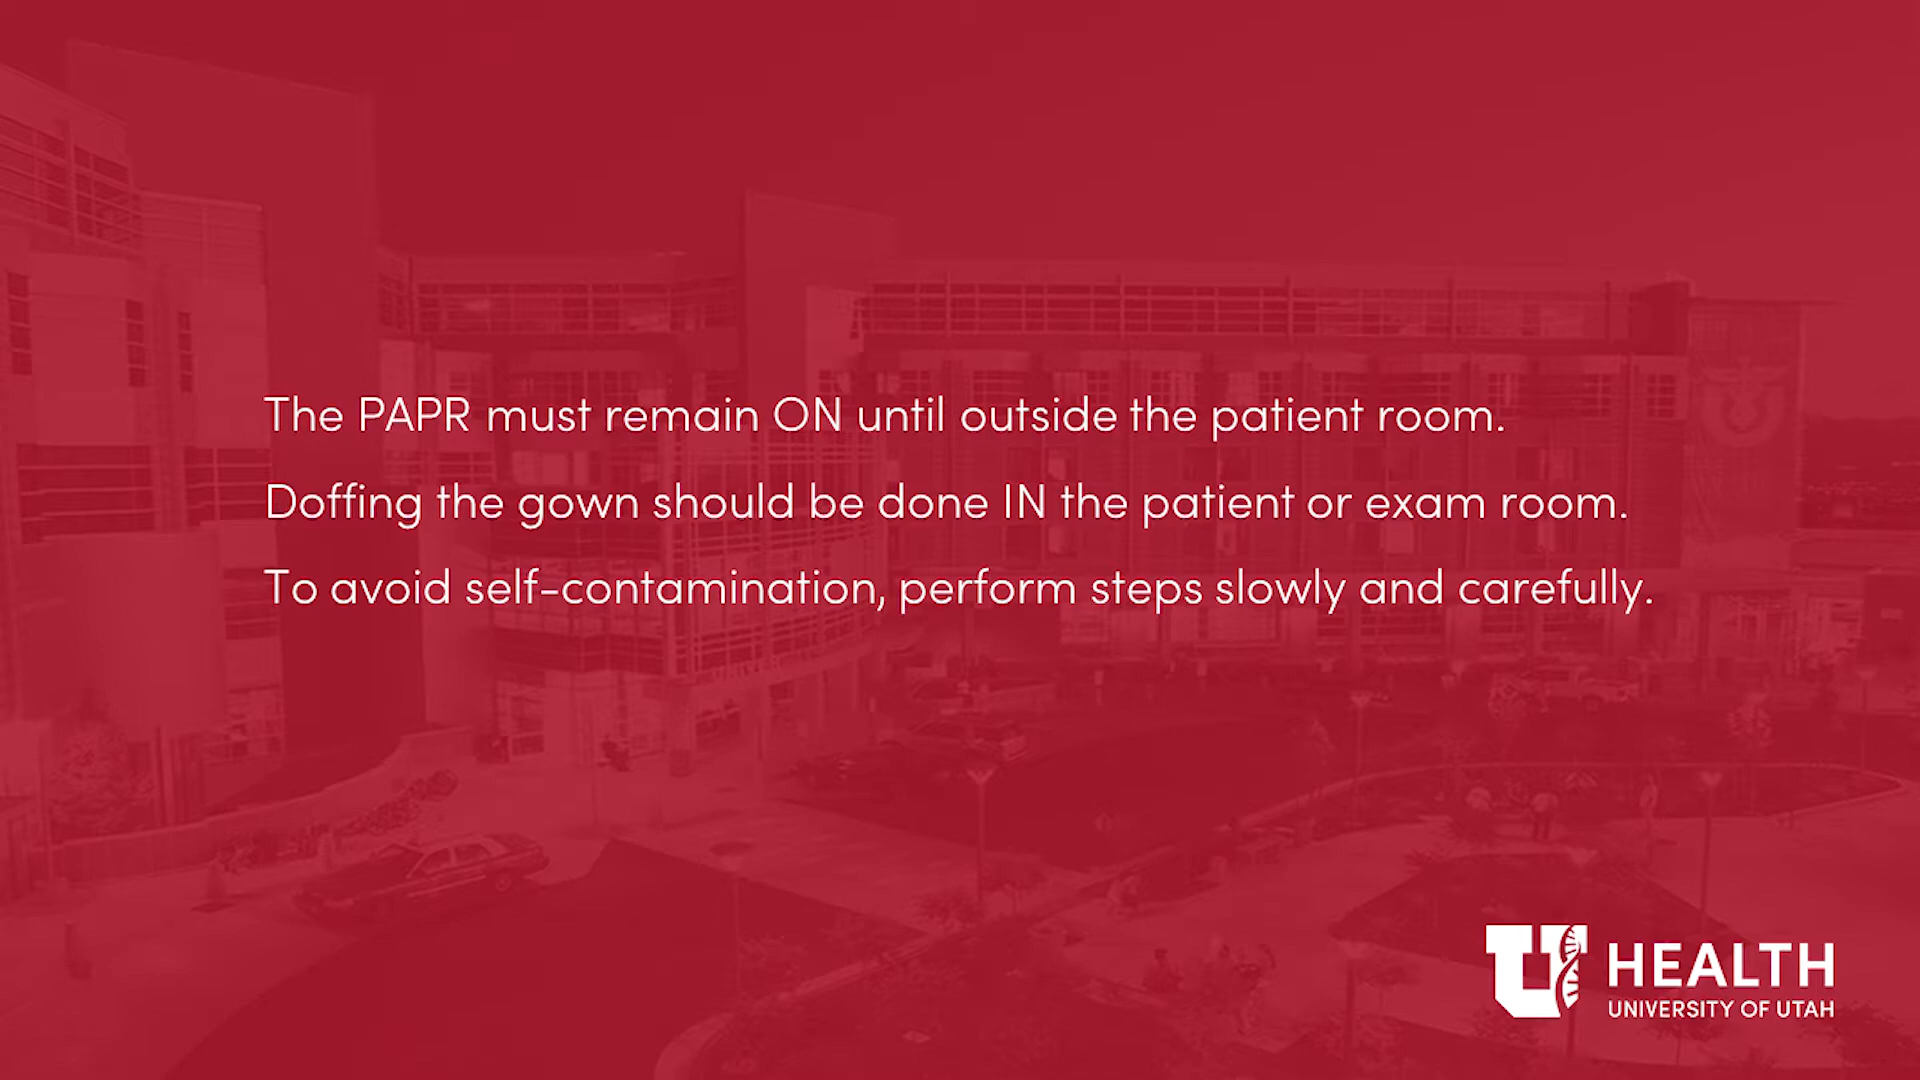 The PAPR must remain ON until outside the patient room.
Doffing the gown should be done IN the patient or exam room.
To avoid self-contamination, perform steps slowly and carefully.
U HEALTH
UNIVERSITY OF UTAH